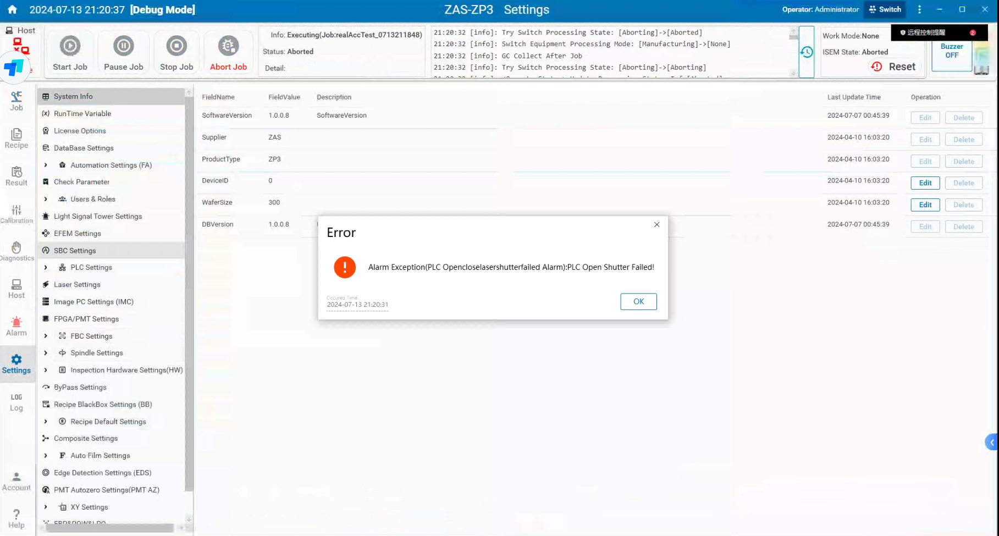 2024-07-13 21:20:37 [Debug Mode]
ZAS-ZP3 Settings
Operator: Administrator
Switch
Host
Start Job
Pause Job
Stop Job
Abort Job
Info: Executing(Job:realAccTest_0713211848)
Status: Aborted
Detail:
21:20:32 [info]: Try Switch Processing State: [Aborting]->[Aborted]
21:20:32 [info]: Switch Equipment Processing Mode: [Manufacturing]->[None]
21:20:32 [info]: GC Collect After Job
21:20:32 [info]: Try Switch Processing State: [Aborting]->[Aborting]
Work Mode:None
ISEM State: Aborted
Reset
远程控制提醒
2
Buzzer
OFF
Job
Recipe
Result
Calibration
Diagnostics
Host
Alarm
Settings
LOG
Log
Account
?
Help
System Info
RunTime Variable
License Options
DataBase Settings
Automation Settings (FA)
Check Parameter
Users & Roles
Light Signal Tower Settings
EFEM Settings
SBC Settings
PLC Settings
Laser Settings
Image PC Settings (IMC)
FPGA/PMT Settings
FBC Settings
Spindle Settings
Inspection Hardware Settings(HW)
ByPass Settings
Recipe BlackBox Settings (BB)
Recipe Default Settings
Composite Settings
Auto Film Settings
Edge Detection Settings (EDS)
PMT Autozero Settings(PMT AZ)
XY Settings
FieldName FieldValue Description Last Update Time Operation
SoftwareVersion 1.0.0.8 SoftwareVersion 2024-07-07 00:45:39 Edit Delete
Supplier ZAS 2024-04-10 16:03:20 Edit Delete
ProductType ZP3 2024-04-10 16:03:20 Edit Delete
DeviceID 0 2024-04-10 16:03:20 Edit Delete
WaferSize 300 2024-04-10 16:03:20 Edit Delete
DBVersion 1.0.0.8 2024-07-07 00:45:39 Edit Delete
Error
Alarm Exception(PLC Opencloselasershutterfailed Alarm):PLC Open Shutter Failed!
Occured Time
2024-07-13 21:20:31
OK